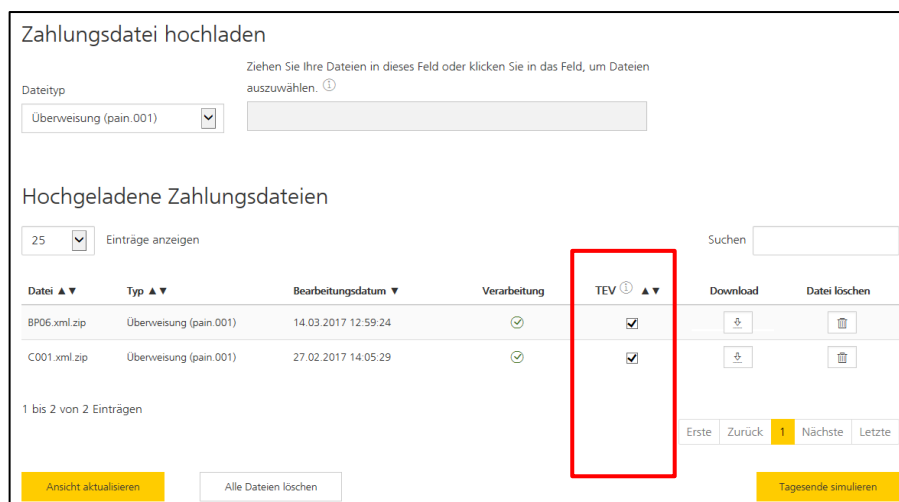 Zahlungsdatei hochladen
Ziehen Sie Ihre Dateien in dieses Feld oder klicken Sie in das Feld, um Dateien
auszuwählen.
Dateityp
Überweisung (pain.001)
Hochgeladene Zahlungsdateien
25 Einträge anzeigen Suchen
Datei ▲▼ Typ ▲▼ Bearbeitungsdatum ▼ Verarbeitung TEV ▲▼ Download Datei löschen
BP06.xml.zip Überweisung (pain.001) 14.03.2017 12:59:24
C001.xml.zip Überweisung (pain.001) 27.02.2017 14:05:29
1 bis 2 von 2 Einträgen
Erste Zurück 1 Nächste Letzte
Ansicht aktualisieren Alle Dateien löschen Tagesende simulieren